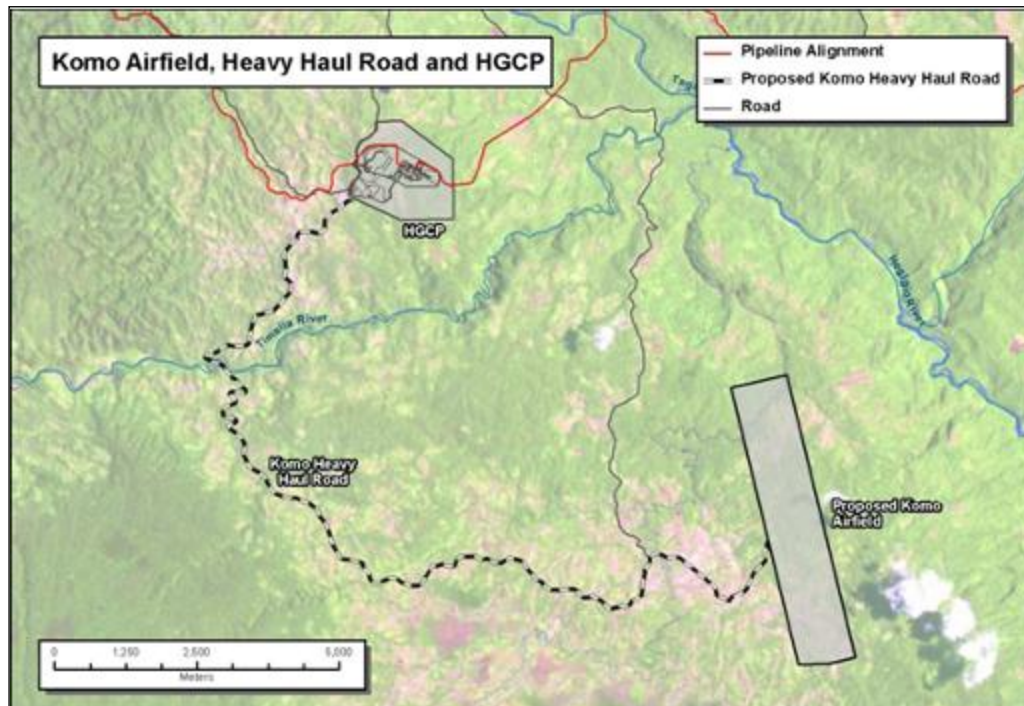 Komo Airfield, Heavy Haul Road and HGCP
Pipeline Alignment
Proposed Komo Heavy Haul Road
Road
HGCP
Timalia River
Komo Heavy
Haul Road
Proposed Komo
Airfield
0 1,250 2,500 5,000
Meters